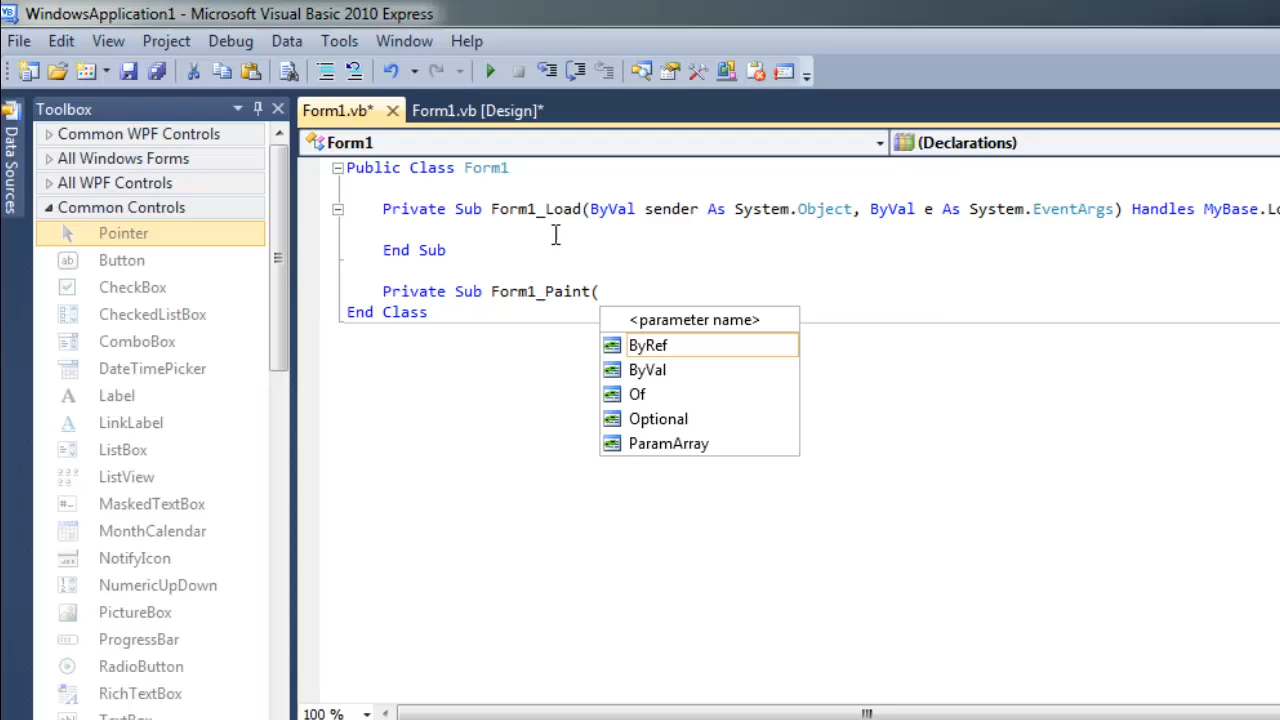 WindowsApplication1 - Microsoft Visual Basic 2010 Express
File Edit View Project Debug Data Tools Window Help
Toolbox
Form1.vb* Form1.vb [Design]*
Data Sources
Common WPF Controls
All Windows Forms
All WPF Controls
Common Controls
Pointer
Button
CheckBox
CheckedListBox
ComboBox
DateTimePicker
Label
LinkLabel
ListBox
ListView
MaskedTextBox
MonthCalendar
NotifyIcon
NumericUpDown
PictureBox
ProgressBar
RadioButton
RichTextBox
Form1 (Declarations)
Public Class Form1
Private Sub Form1_Load(ByVal sender As System.Object, ByVal e As System.EventArgs) Handles MyBase.Lo
End Sub
Private Sub Form1_Paint(
End Class
<parameter name>
ByRef
ByVal
Of
Optional
ParamArray
100 %